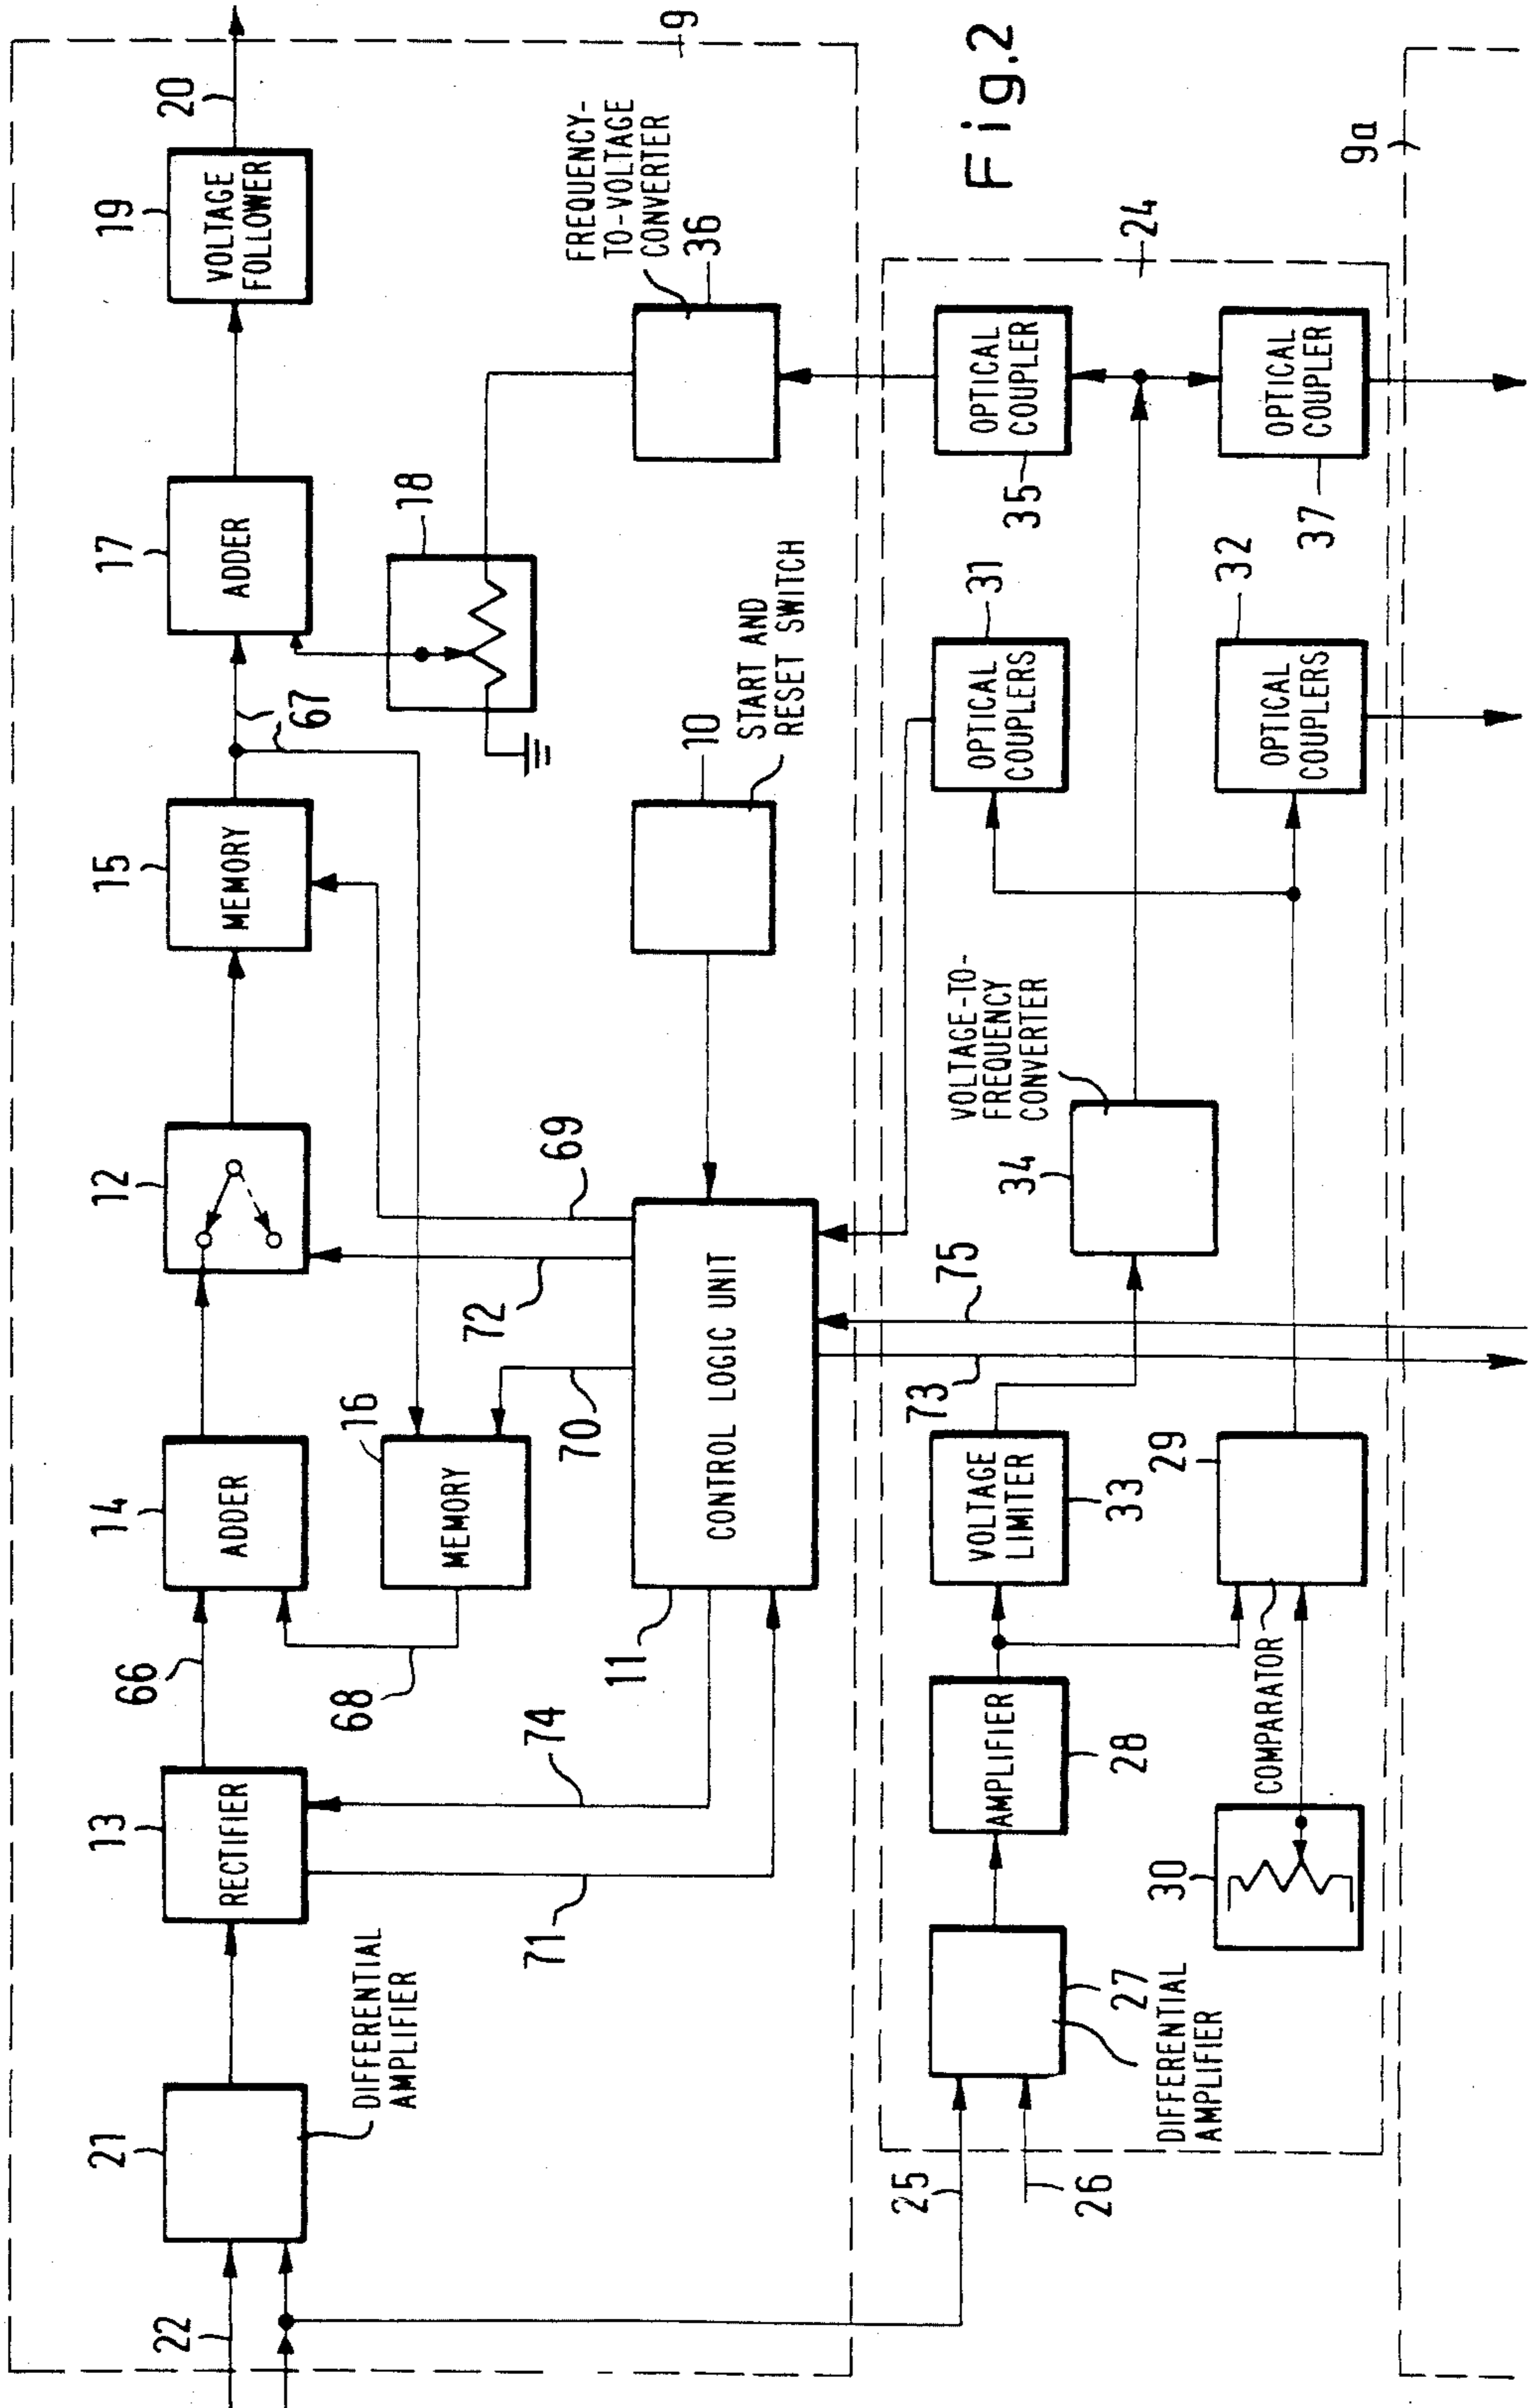 20
19
VOLTAGE
FOLLOWER
9
17
ADDER
67
15
MEMORY
12
14
ADDER
66
13
RECTIFIER
21
DIFFERENTIAL
AMPLIFIER
22
18
FREQUENCY-
TO-VOLTAGE
CONVERTER
36
START AND
RESET SWITCH
10
69
72
70
16
MEMORY
68
CONTROL LOGIC UNIT
11
74
71
Fig.2
24
OPTICAL
COUPLER
35
OPTICAL
COUPLER
37
31
OPTICAL
COUPLERS
32
OPTICAL
COUPLERS
VOLTAGE-TO-
FREQUENCY
CONVERTER
34
75
73
VOLTAGE
LIMITER
33
29
COMPARATOR
AMPLIFIER
28
30
27
DIFFERENTIAL
AMPLIFIER
25
26
9a